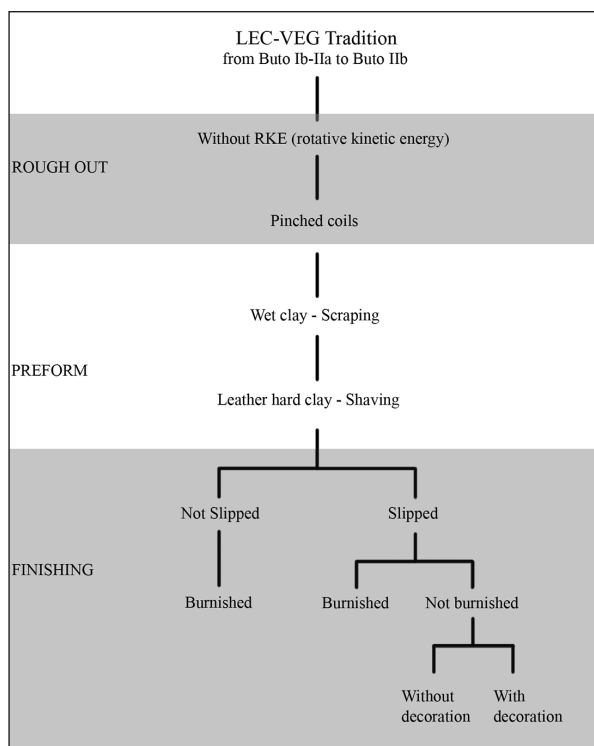 LEC-VEG Tradition
from Buto Ib-IIa to Buto IIb
Without RKE (rotative kinetic energy)
ROUGH OUT
Pinched coils
Wet clay - Scraping
PREFORM
Leather hard clay - Shaving
Not Slipped
Slipped
FINISHING
Burnished
Burnished
Not burnished
Without
decoration
With
decoration